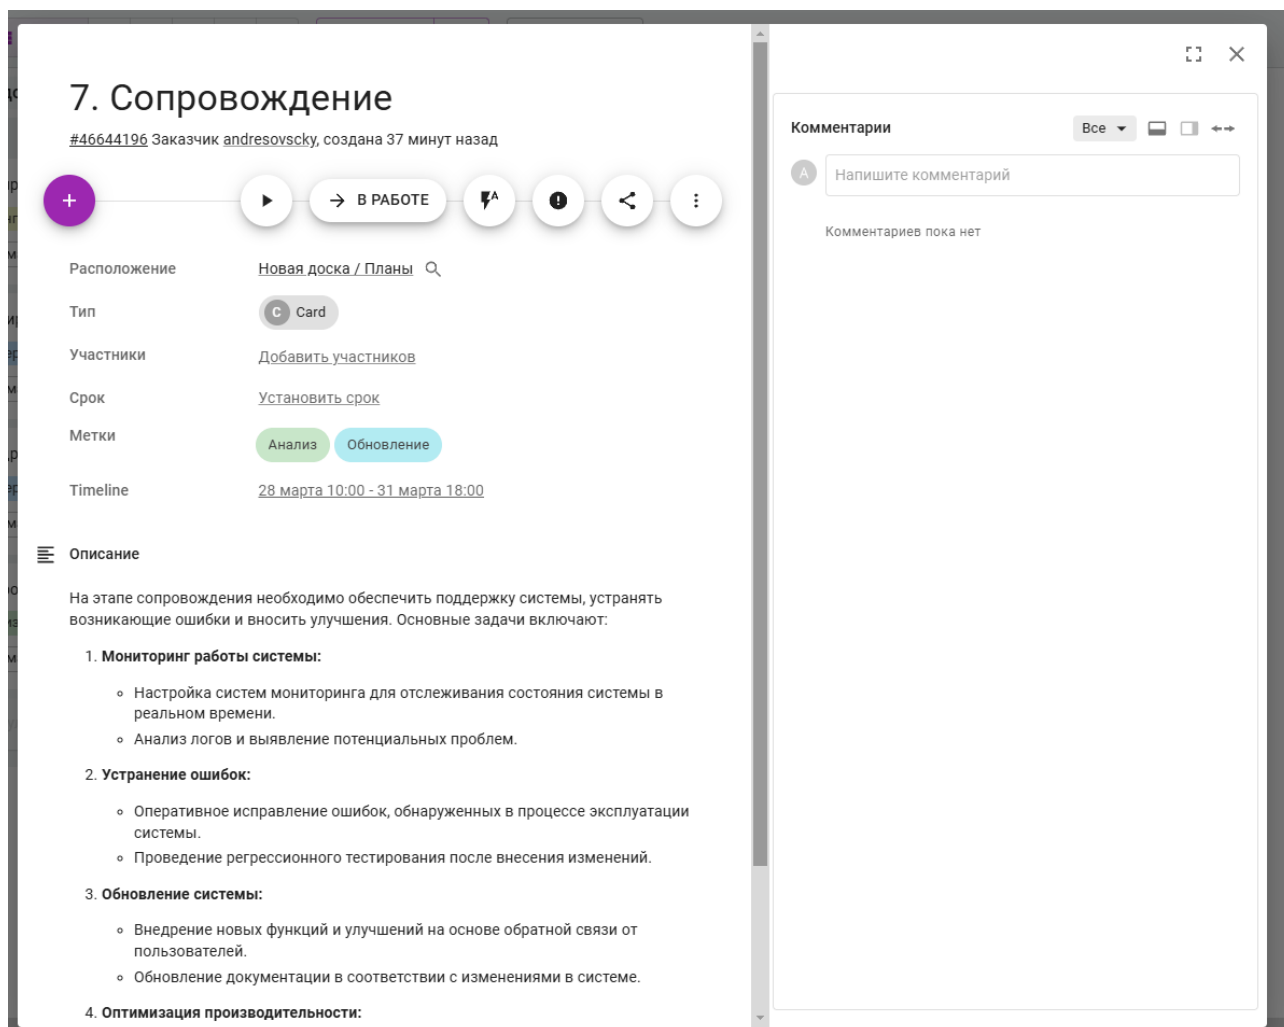 7. Сопровождение
#46644196 Заказчик andresovscky, создана 37 минут назад
+
В РАБОТЕ
Расположение
Новая доска / Планы
Тип
C Card
Участники
Добавить участников
Срок
Установить срок
Метки
Анализ Обновление
Timeline
28 марта 10:00 - 31 марта 18:00
Описание
На этапе сопровождения необходимо обеспечить поддержку системы, устранять
возникающие ошибки и вносить улучшения. Основные задачи включают:
1. Мониторинг работы системы:
Настройка систем мониторинга для отслеживания состояния системы в
реальном времени.
Анализ логов и выявление потенциальных проблем.
2. Устранение ошибок:
Оперативное исправление ошибок, обнаруженных в процессе эксплуатации
системы.
Проведение регрессионного тестирования после внесения изменений.
3. Обновление системы:
Внедрение новых функций и улучшений на основе обратной связи от
пользователей.
Обновление документации в соответствии с изменениями в системе.
4. Оптимизация производительности:
Комментарии
Все
A
Напишите комментарий
Комментариев пока нет